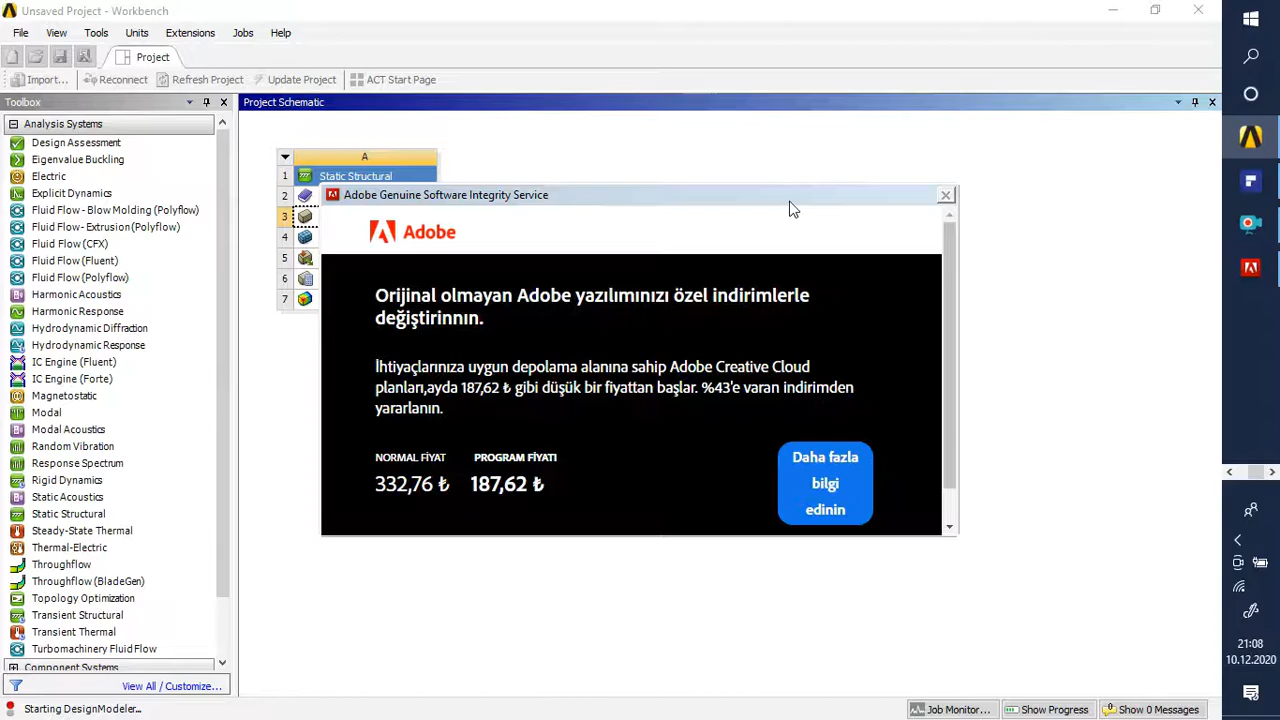 Unsaved Project - Workbench
File View Tools Units Extensions Jobs Help
Project
Import... Reconnect Refresh Project Update Project ACT Start Page
Toolbox
Analysis Systems
Design Assessment
Eigenvalue Buckling
Electric
Explicit Dynamics
Fluid Flow - Blow Molding (Polyflow)
Fluid Flow- Extrusion (Polyflow)
Fluid Flow (CFX)
Fluid Flow (Fluent)
Fluid Flow (Polyflow)
Harmonic Acoustics
Harmonic Response
Hydrodynamic Diffraction
Hydrodynamic Response
IC Engine (Fluent)
IC Engine (Forte)
Magnetostatic
Modal
Modal Acoustics
Random Vibration
Response Spectrum
Rigid Dynamics
Static Acoustics
Static Structural
Steady-State Thermal
Thermal-Electric
Throughflow
Throughflow (BladeGen)
Topology Optimization
Transient Structural
Transient Thermal
Turbomachinery Fluid Flow
Component Systems
View All / Customize...
Starting DesignModeler...
Project Schematic
A
1 Static Structural
2
3
4
5
6
7
Adobe Genuine Software Integrity Service
Adobe
Orijinal olmayan Adobe yazılımınızı özel indirimlerle
değiştirinnın.
İhtiyaçlarınıza uygun depolama alanına sahip Adobe Creative Cloud
planları,ayda 187,62 ₺ gibi düşük bir fiyattan başlar. %43'e varan indirimden
yararlanın.
NORMAL FİYAT PROGRAM FİYATI
332,76 ₺ 187,62 ₺
Daha fazla
bilgi
edinin
Job Monitor... Show Progress Show 0 Messages
21:08
10.12.2020